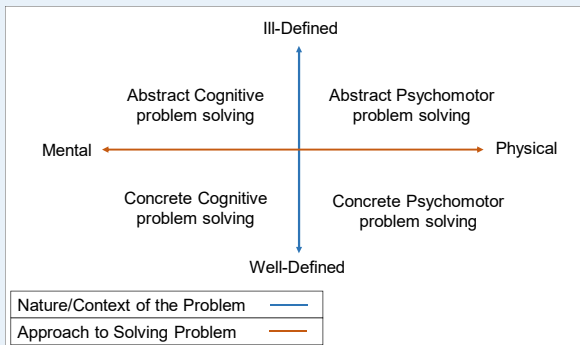 Ill-Defined
Abstract Cognitive
problem solving
Abstract Psychomotor
problem solving
Mental
Physical
Concrete Cognitive
problem solving
Concrete Psychomotor
problem solving
Well-Defined
Nature/Context of the Problem
Approach to Solving Problem